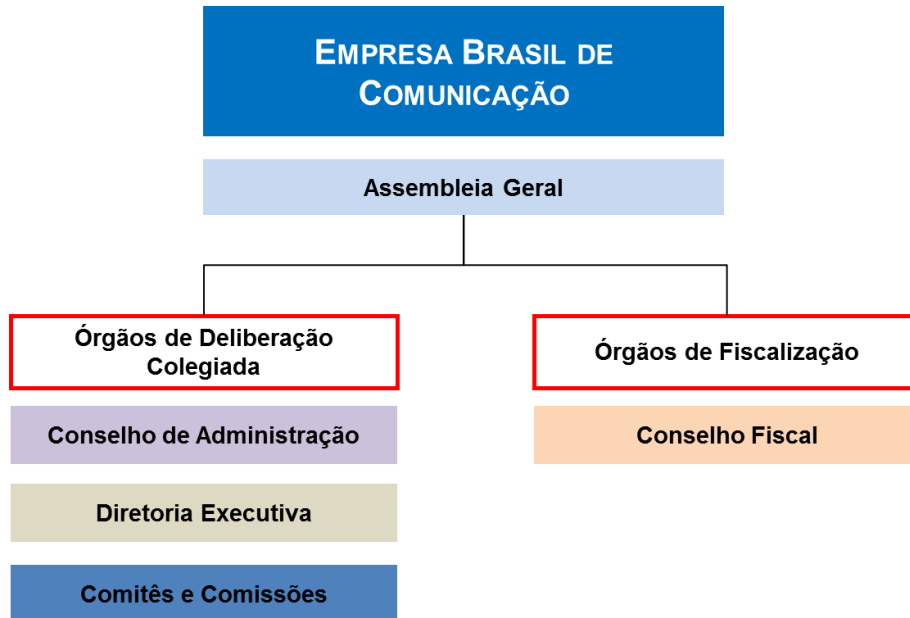 EMPRESA BRASIL DE
COMUNICAÇÃO
Assembleia Geral
Órgãos de Deliberação
Colegiada
Órgãos de Fiscalização
Conselho de Administração
Conselho Fiscal
Diretoria Executiva
Comitês e Comissões